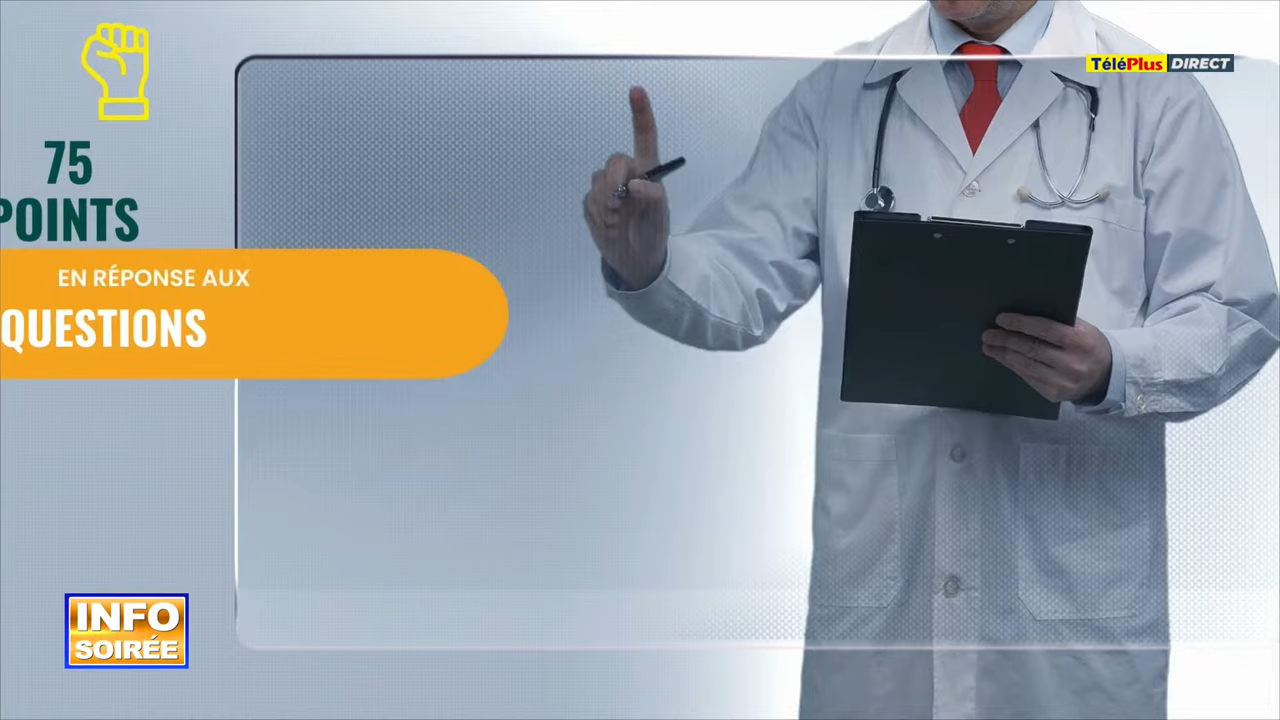 TéléPlus DIRECT
75
POINTS
EN RÉPONSE AUX
QUESTIONS
INFO
SOIRÉE